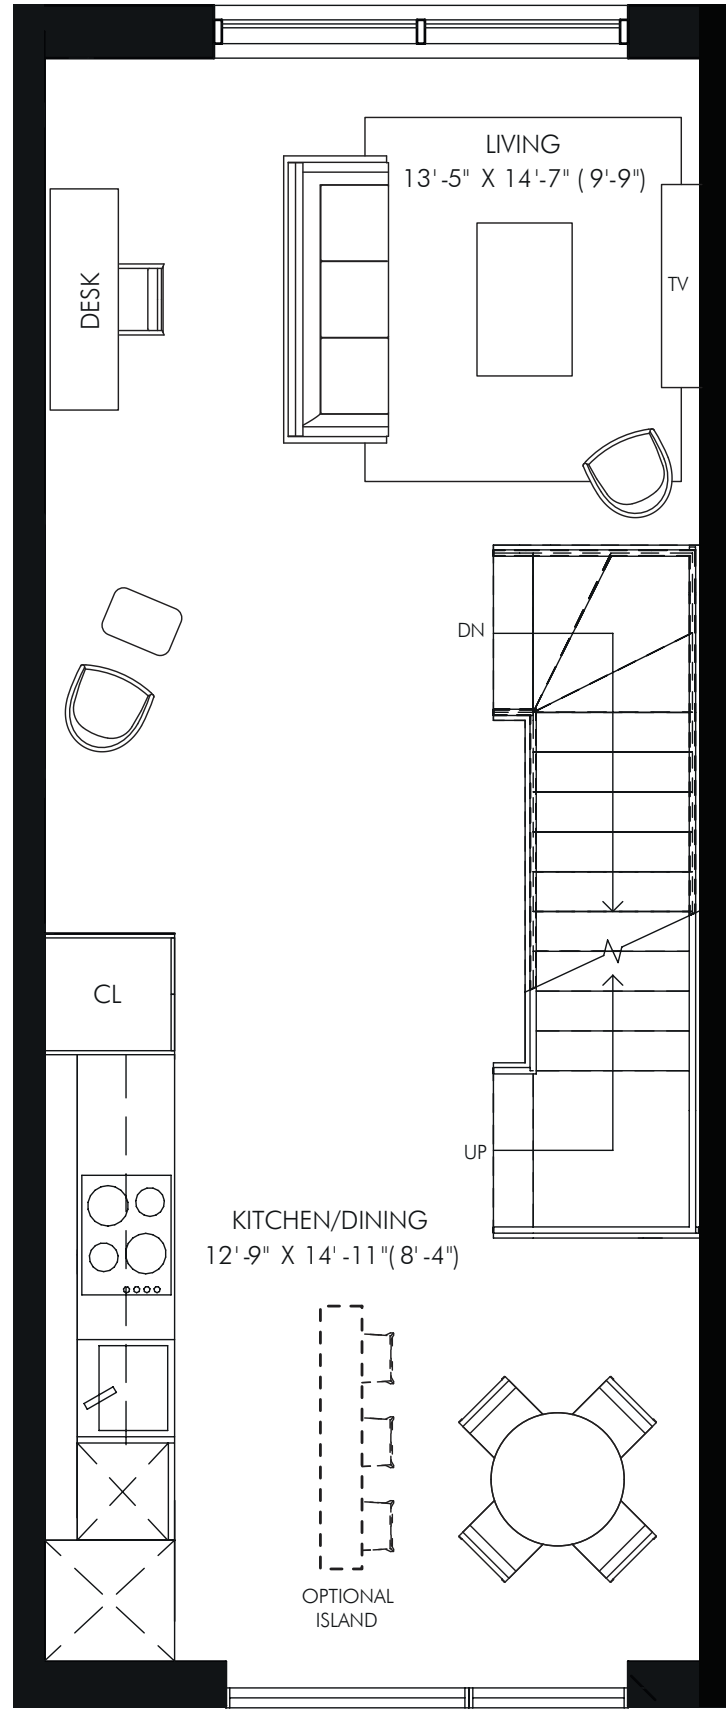 LIVING
13'-5" X 14'-7" ( 9'-9")
DESK
TV
DN
CL
UP
KITCHEN/DINING
12'-9" X 14'-11"( 8'-4")
OPTIONAL
ISLAND